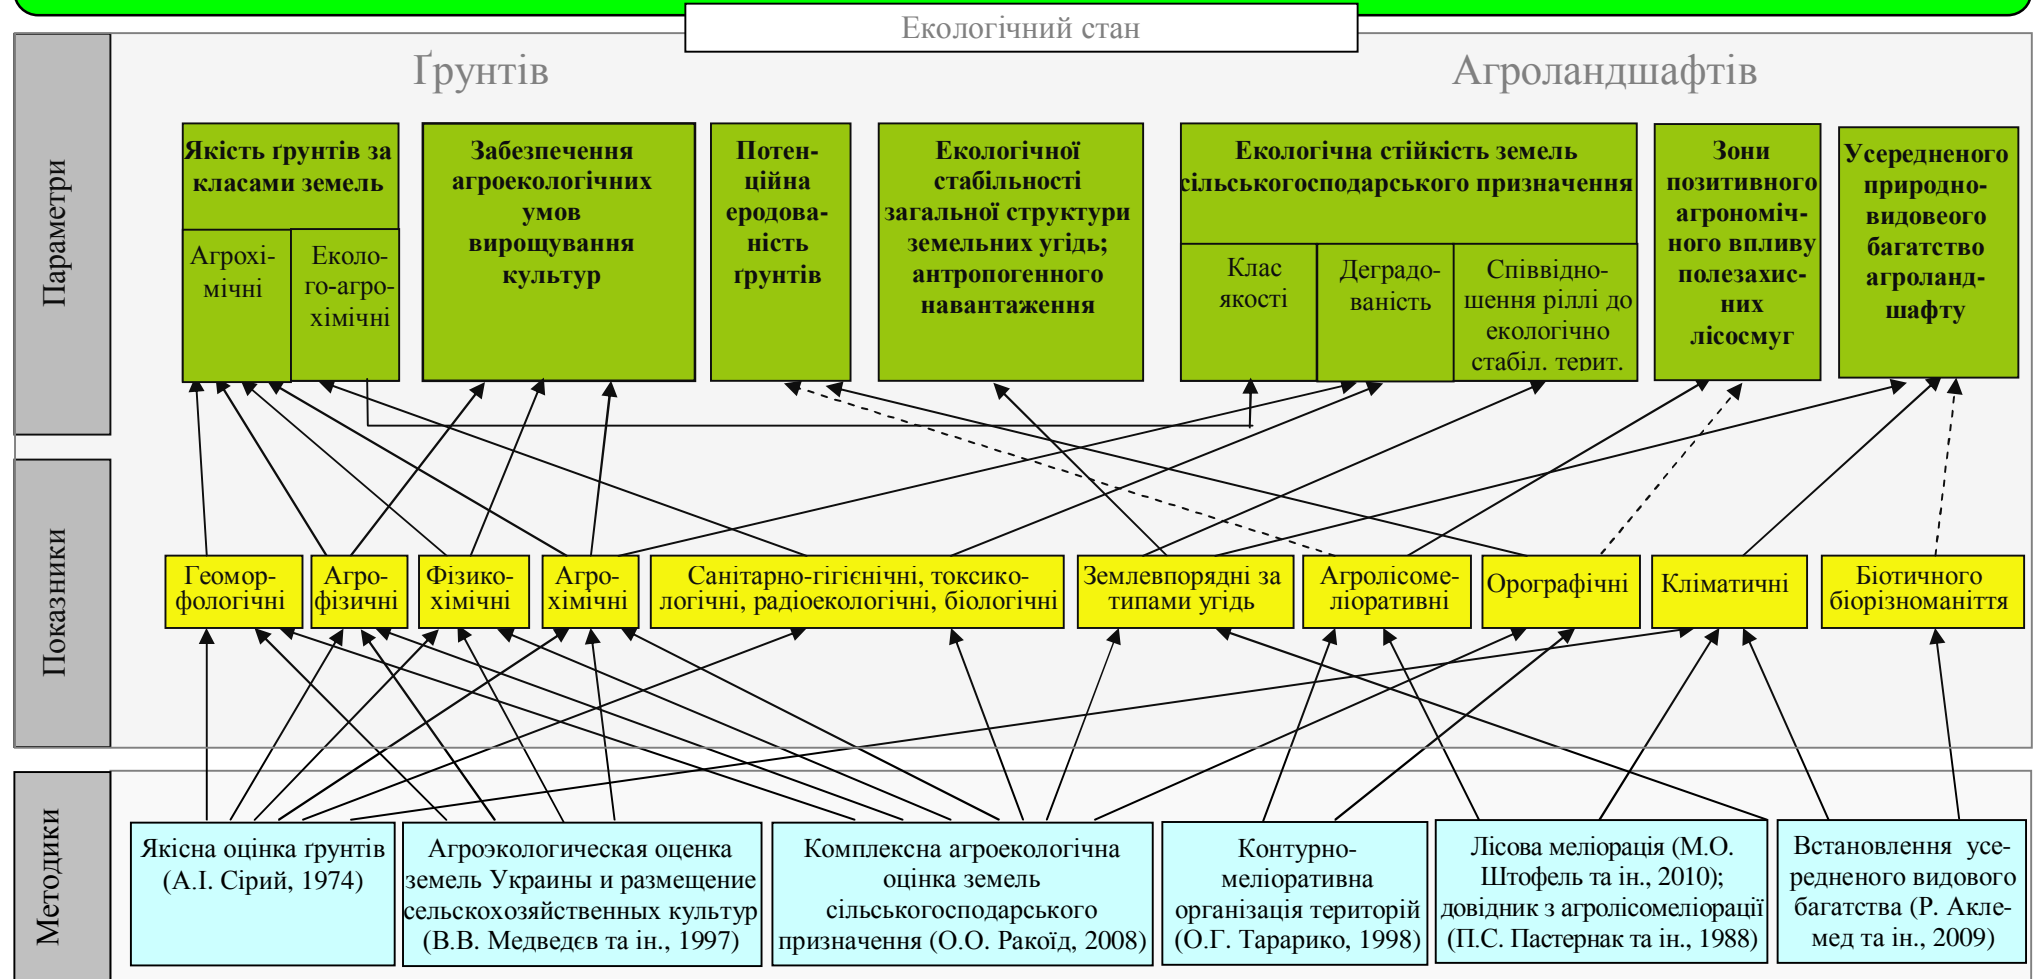 Екологічний стан
Ґрунтів
Агроландшафтів
Параметри
Якість ґрунтів за
класами земель
Агрохі-
мічні
Еколо-
го-агро-
хімічні
Забезпечення
агроекологічних
умов
вирощування
культур
Потен-
ційна
еродова-
ність
ґрунтів
Екологічної
стабільності
загальної структури
земельних угідь;
антропогенного
навантаження
Екологічна стійкість земель
сільськогосподарського призначення
Клас
якості
Деградо-
ваність
Співвідно-
шення ріллі до
екологічно
стабіл. терит.
Зони
позитивного
агрономіч-
ного впливу
полезахис-
них
лісосмуг
Усередненого
природно-
видовеого
багатство
агроланд-
шафту
Показники
Геомор-
фологічні
Агро-
фізичні
Фізико-
хімічні
Агро-
хімічні
Санітарно-гігієнічні, токсико-
логічні, радіоекологічні, біологічні
Землевпорядні за
типами угідь
Агролісоме-
ліоративні
Орографічні
Кліматичні
Біотичного
біорізноманіття
Методики
Якісна оцінка ґрунтів
(А.І. Сірий, 1974)
Агроэкологическая оценка
земель Украины и размещение
сельскохозяйственных культур
(В.В. Медведєв та ін., 1997)
Комплексна агроекологічна
оцінка земель
сільськогосподарського
призначення (О.О. Ракоїд, 2008)
Контурно-
меліоративна
організація територій
(О.Г. Тарарико, 1998)
Лісова меліорація (М.О.
Штофель та ін., 2010);
довідник з агролісомеліорації
(П.С. Пастернак та ін., 1988)
Встановлення усе-
редненого видового
багатства (Р. Акле-
мед та ін., 2009)